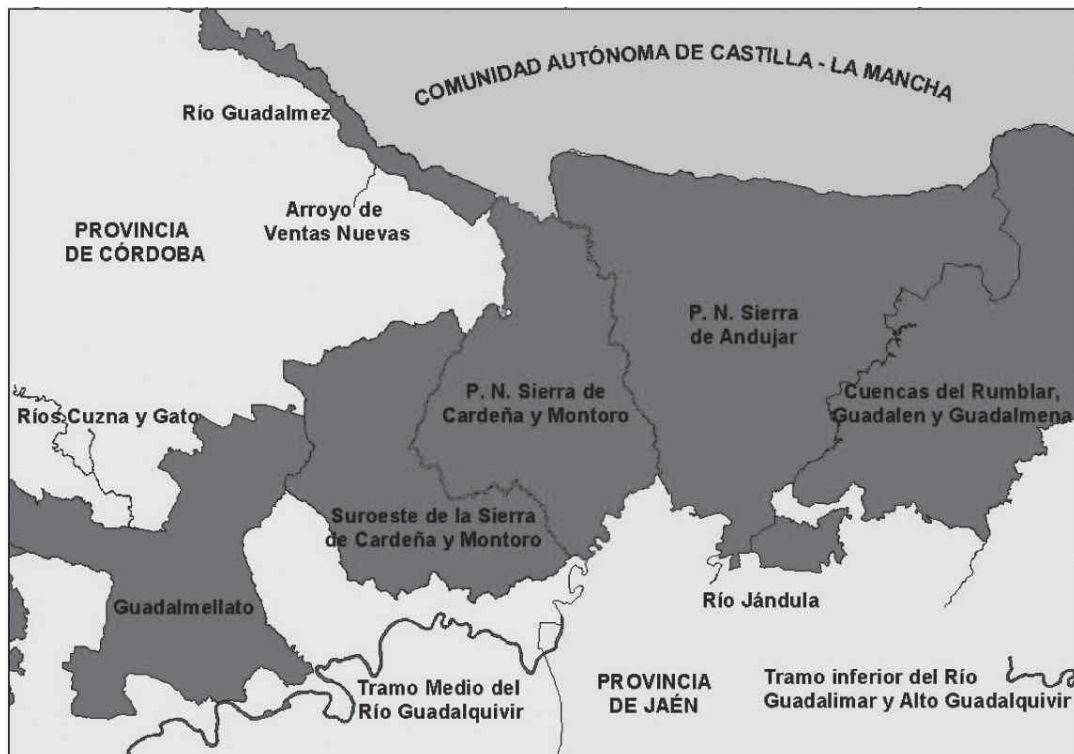 COMUNIDAD AUTÓNOMA DE CASTILLA - LA MANCHA
Río Guadalmez
Arroyo de
Ventas Nuevas
PROVINCIA
DE CÓRDOBA
P. N. Sierra
de Andujar
P. N. Sierra de
Cardeña y Montoro
Cuencas del Rumblar,
Guadalen y Guadalmena
Ríos Cuzna y Gato
Suroeste de la Sierra
de Cardeña y Montoro
Guadalmellato
Río Jándula
Tramo Medio del
Río Guadalquivir
PROVINCIA
DE JAÉN
Tramo inferior del Río
Guadalimar y Alto Guadalquivir